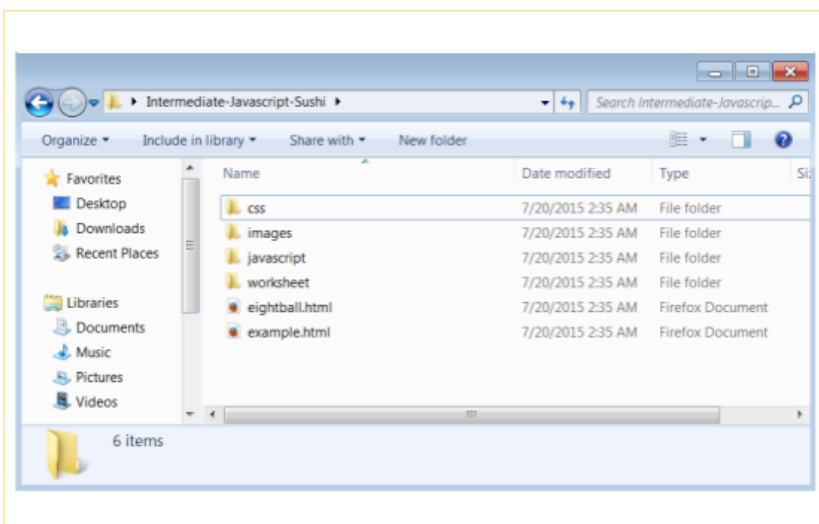 Intermediate-Javascript-Sushi
Search Intermediate-Javascrip...
Organize Include in library Share with New folder
Favorites
Desktop
Downloads
Recent Places
Libraries
Documents
Music
Pictures
Videos
Name Date modified Type Si
css 7/20/2015 2:35 AM File folder
images 7/20/2015 2:35 AM File folder
javascript 7/20/2015 2:35 AM File folder
worksheet 7/20/2015 2:35 AM File folder
eightball.html 7/20/2015 2:35 AM Firefox Document
example.html 7/20/2015 2:35 AM Firefox Document
6 items